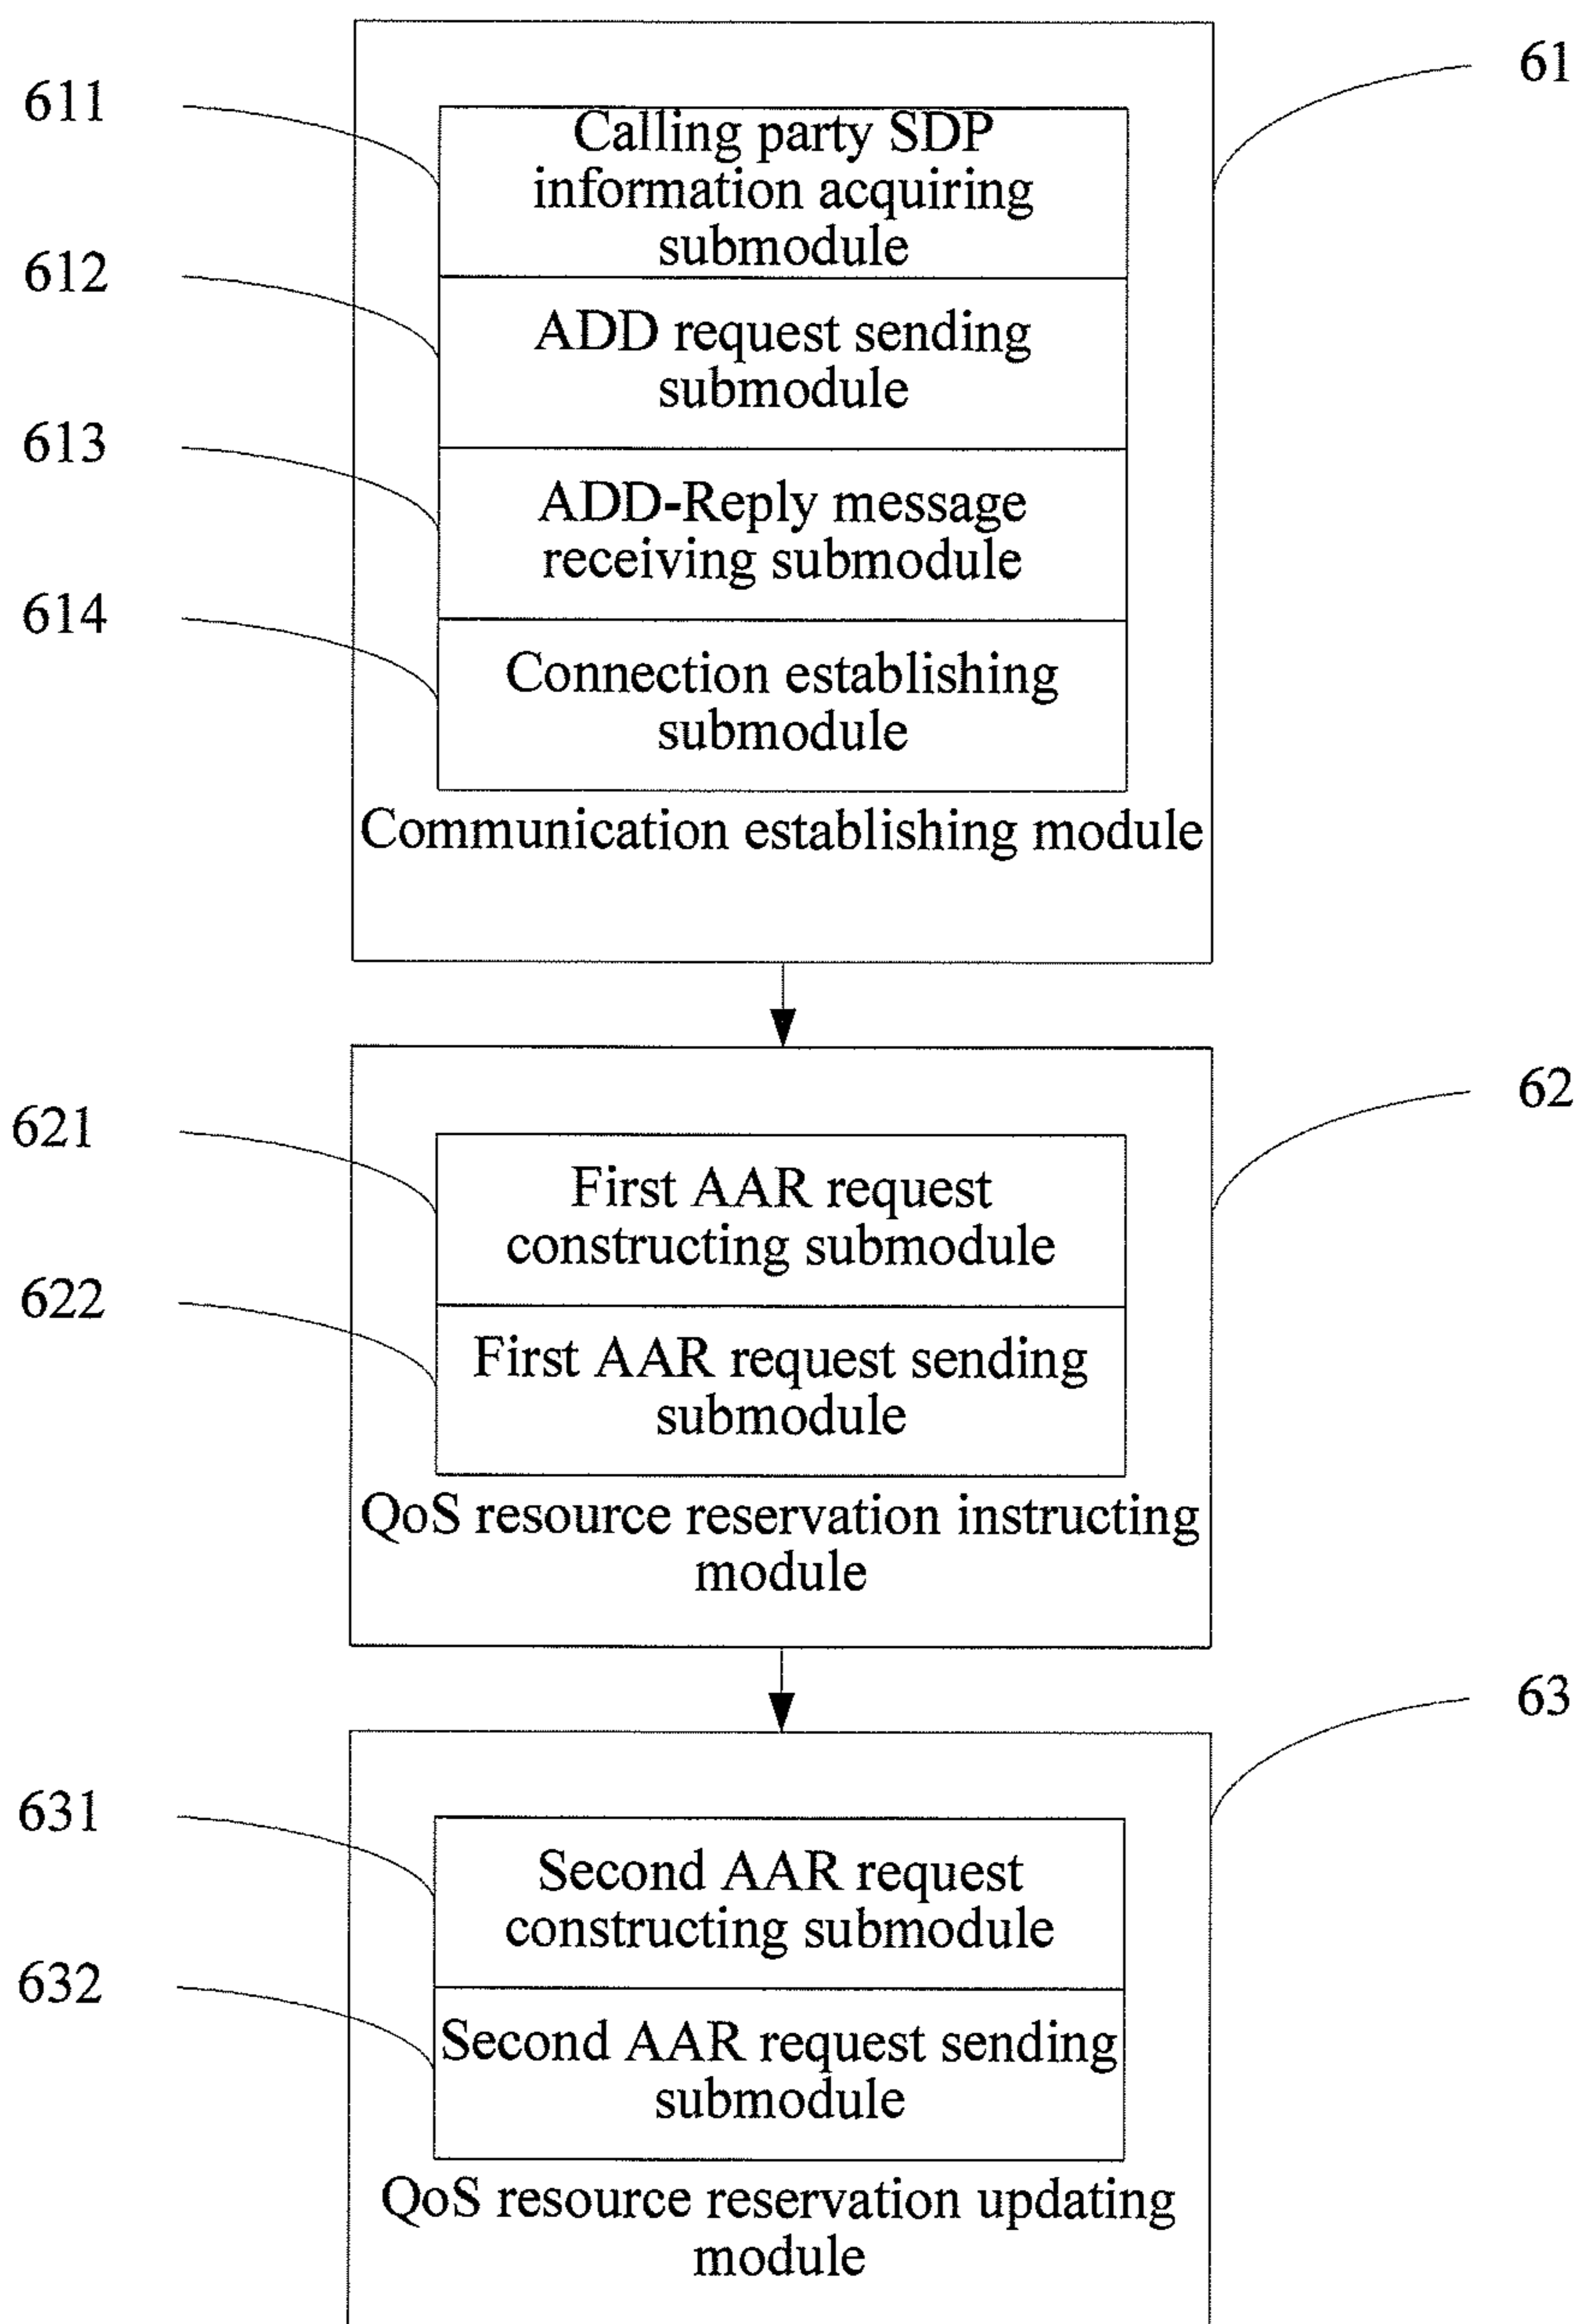 61
611
Calling party SDP
information acquiring
submodule
612
ADD request sending
submodule
613
ADD-Reply message
receiving submodule
614
Connection establishing
submodule
Communication establishing module
62
621
First AAR request
constructing submodule
622
First AAR request sending
submodule
QoS resource reservation instructing
module
63
631
Second AAR request
constructing submodule
632
Second AAR request sending
submodule
QoS resource reservation updating
module